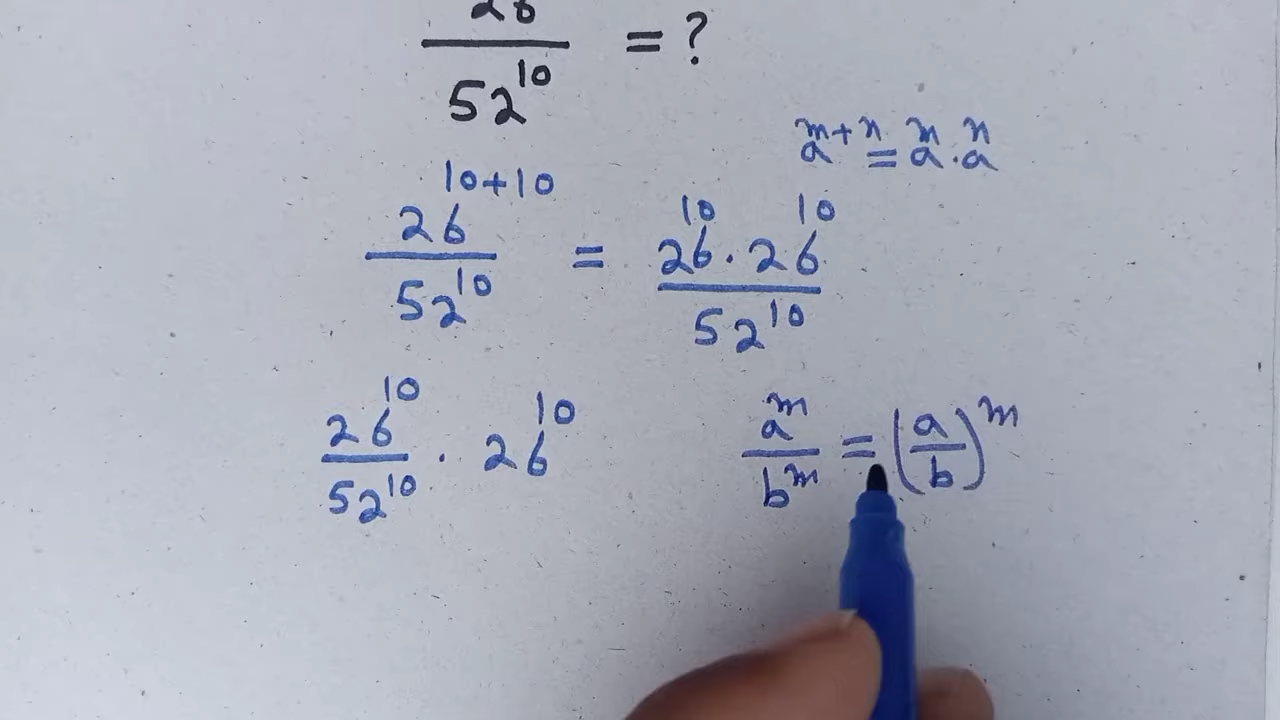 26
52^10 = ?
a^m+n = a^m . a^n
26^10+10 / 52^10 = 26^10 . 26^10 / 52^10
26^10 / 52^10 . 26^10
a^m / b^m = (a/b)^m